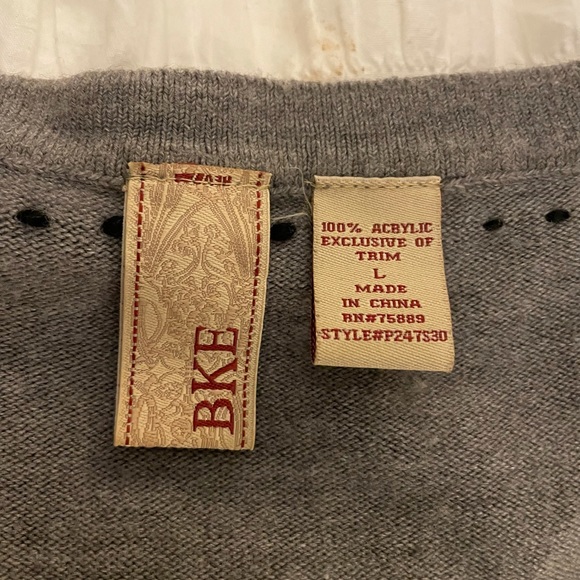 BKE
100% ACRYLIC
EXCLUSIVE OF
TRIM
L
MADE
IN CHINA
RN#75889
STYLE#P247S30